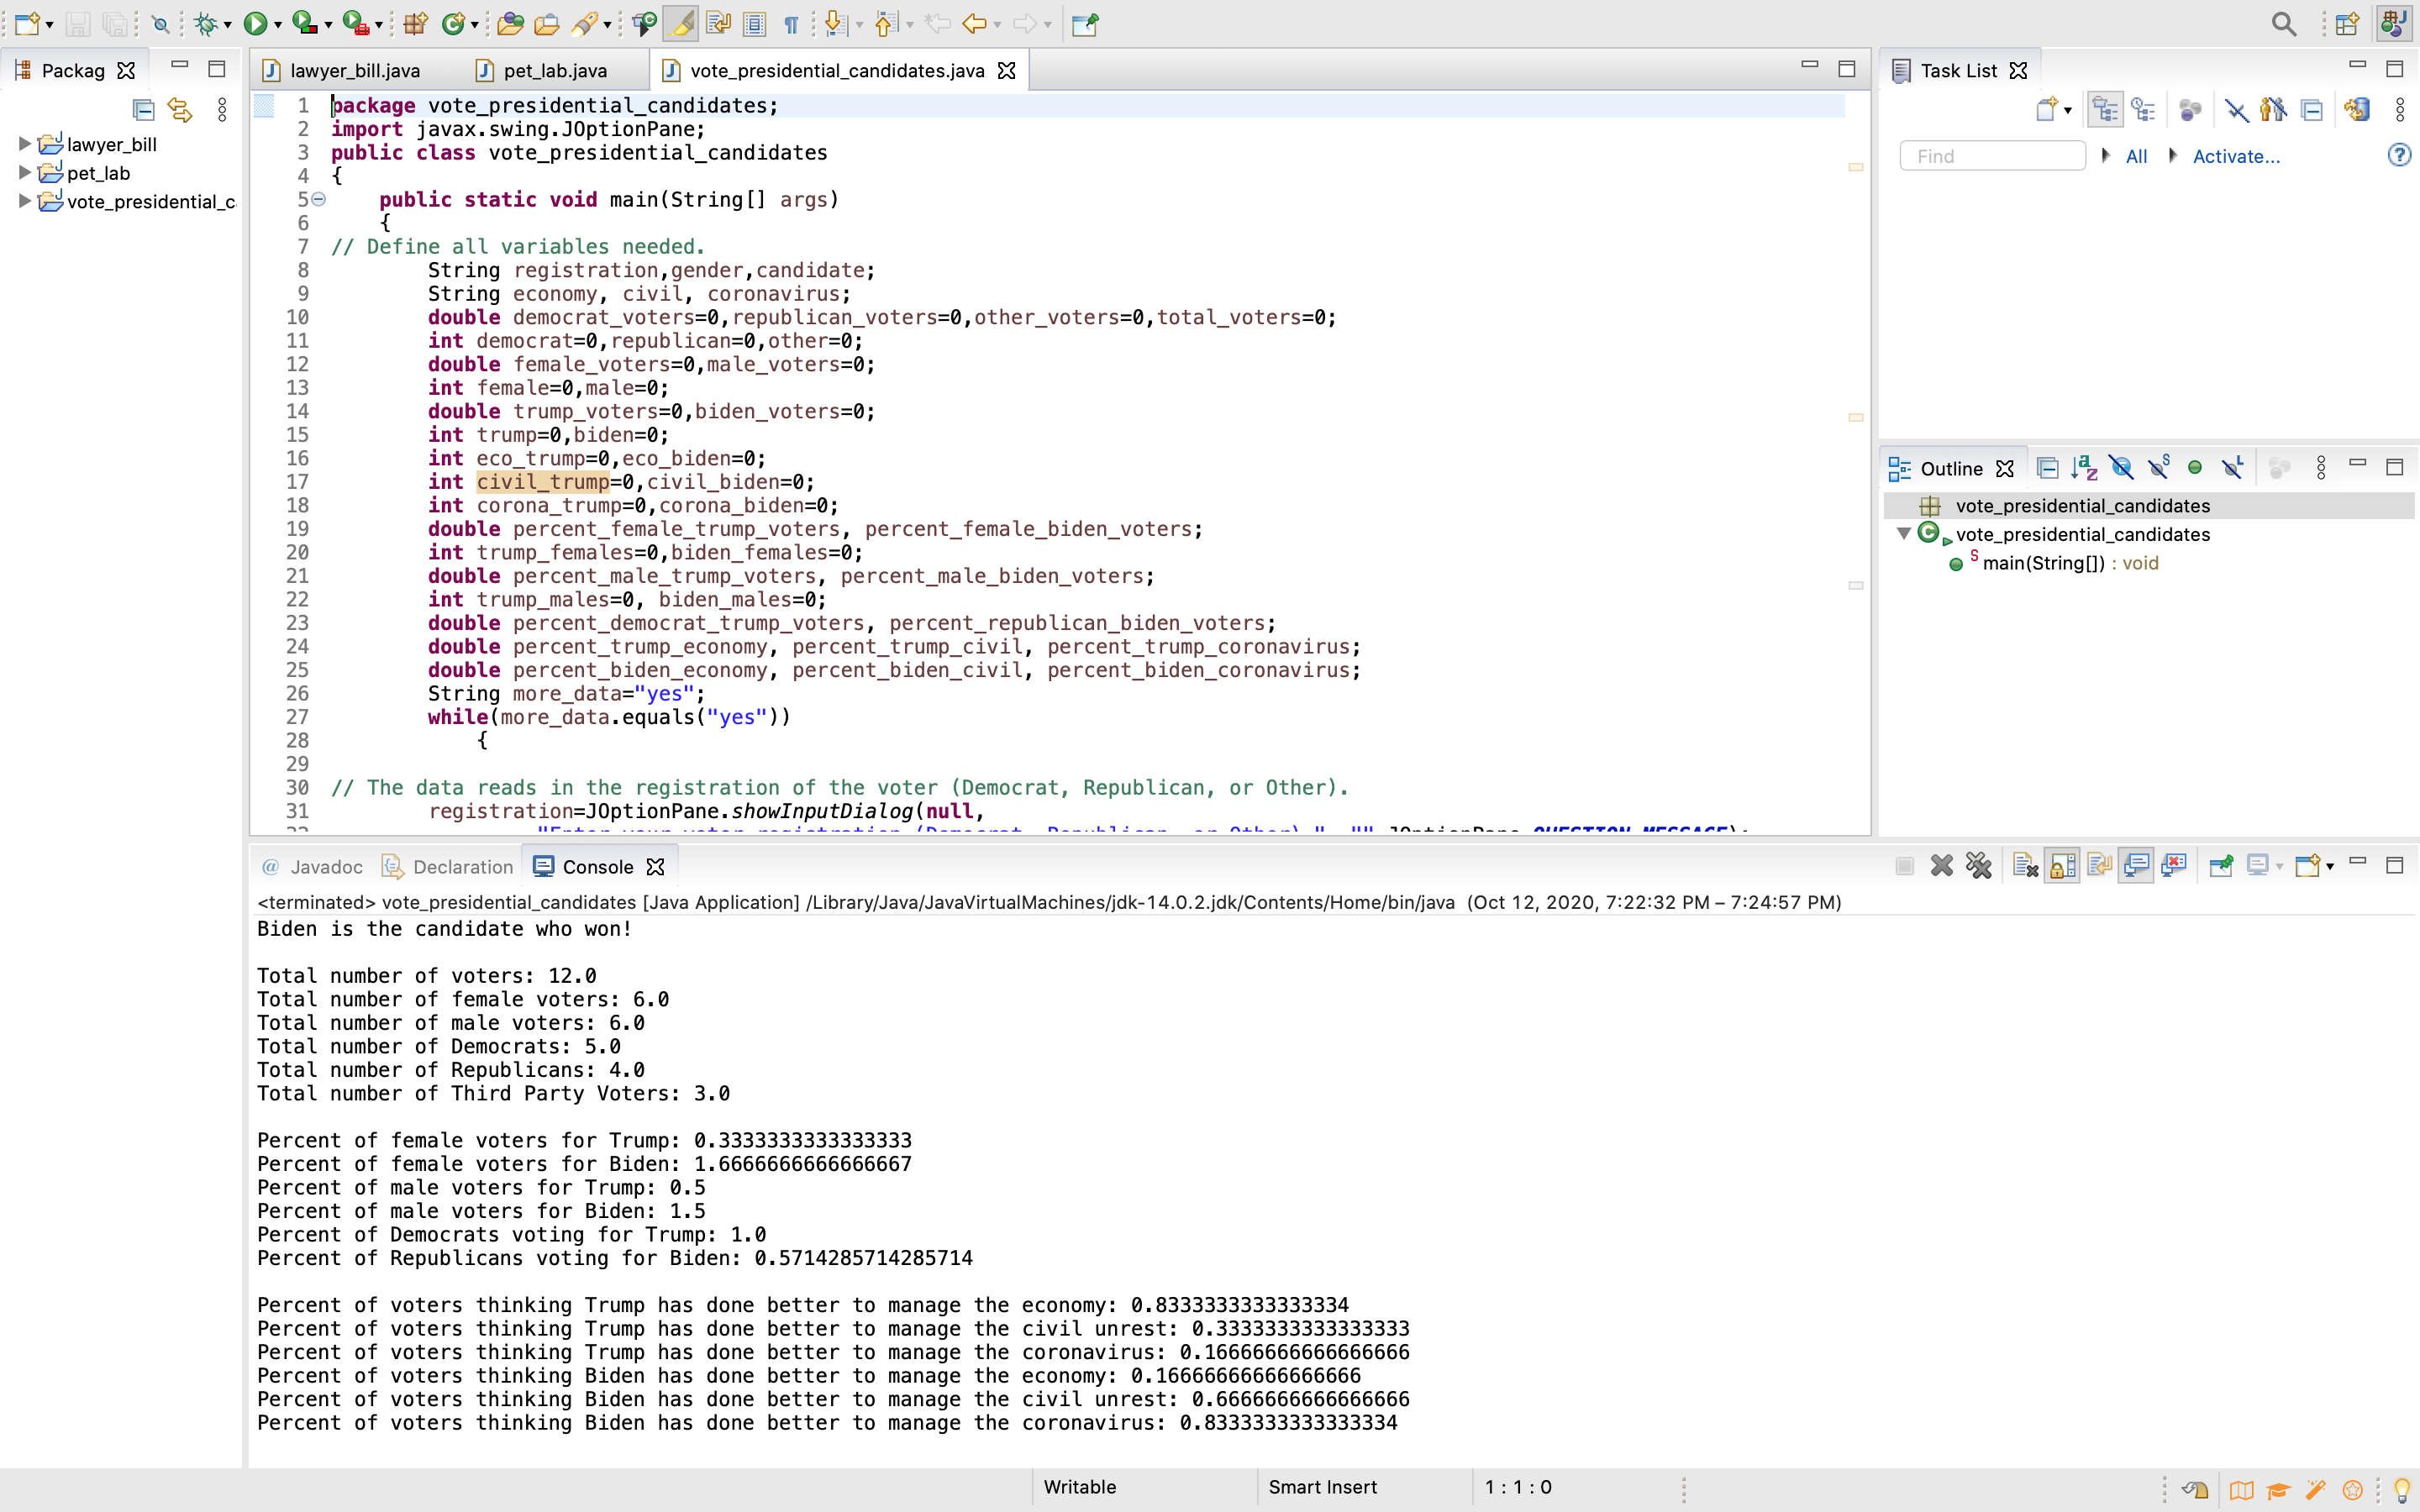 Packag
lawyer_bill.java
pet_lab.java
vote_presidential_candidates.java
Task List
lawyer_bill
pet_lab
vote_presidential_c
1 package vote_presidential_candidates;
2 import javax.swing.JOptionPane;
3 public class vote_presidential_candidates
4 {
5 public static void main(String[] args)
6 {
7 // Define all variables needed.
8 String registration,gender,candidate;
9 String economy, civil, coronavirus;
10 double democrat_voters=0,republican_voters=0,other_voters=0,total_voters=0;
11 int democrat=0,republican=0,other=0;
12 double female_voters=0,male_voters=0;
13 int female=0,male=0;
14 double trump_voters=0,biden_voters=0;
15 int trump=0,biden=0;
16 int eco_trump=0,eco_biden=0;
17 int civil_trump=0,civil_biden=0;
18 int corona_trump=0,corona_biden=0;
19 double percent_female_trump_voters, percent_female_biden_voters;
20 int trump_females=0,biden_females=0;
21 double percent_male_trump_voters, percent_male_biden_voters;
22 int trump_males=0, biden_males=0;
23 double percent_democrat_trump_voters, percent_republican_biden_voters;
24 double percent_trump_economy, percent_trump_civil, percent_trump_coronavirus;
25 double percent_biden_economy, percent_biden_civil, percent_biden_coronavirus;
26 String more_data="yes";
27 while(more_data.equals("yes"))
28 {
29
30 // The data reads in the registration of the voter (Democrat, Republican, or Other).
31 registration=JOptionPane.showInputDialog(null,
Find
All
Activate...
Outline
vote_presidential_candidates
vote_presidential_candidates
main(String[]) : void
@ Javadoc
Declaration
Console
<terminated> vote_presidential_candidates [Java Application] /Library/Java/JavaVirtualMachines/jdk-14.0.2.jdk/Contents/Home/bin/java (Oct 12, 2020, 7:22:32 PM – 7:24:57 PM)
Biden is the candidate who won!
Total number of voters: 12.0
Total number of female voters: 6.0
Total number of male voters: 6.0
Total number of Democrats: 5.0
Total number of Republicans: 4.0
Total number of Third Party Voters: 3.0
Percent of female voters for Trump: 0.3333333333333333
Percent of female voters for Biden: 1.6666666666666667
Percent of male voters for Trump: 0.5
Percent of male voters for Biden: 1.5
Percent of Democrats voting for Trump: 1.0
Percent of Republicans voting for Biden: 0.5714285714285714
Percent of voters thinking Trump has done better to manage the economy: 0.8333333333333334
Percent of voters thinking Trump has done better to manage the civil unrest: 0.3333333333333333
Percent of voters thinking Trump has done better to manage the coronavirus: 0.16666666666666666
Percent of voters thinking Biden has done better to manage the economy: 0.16666666666666666
Percent of voters thinking Biden has done better to manage the civil unrest: 0.6666666666666666
Percent of voters thinking Biden has done better to manage the coronavirus: 0.8333333333333334
Writable
Smart Insert
1 : 1 : 0